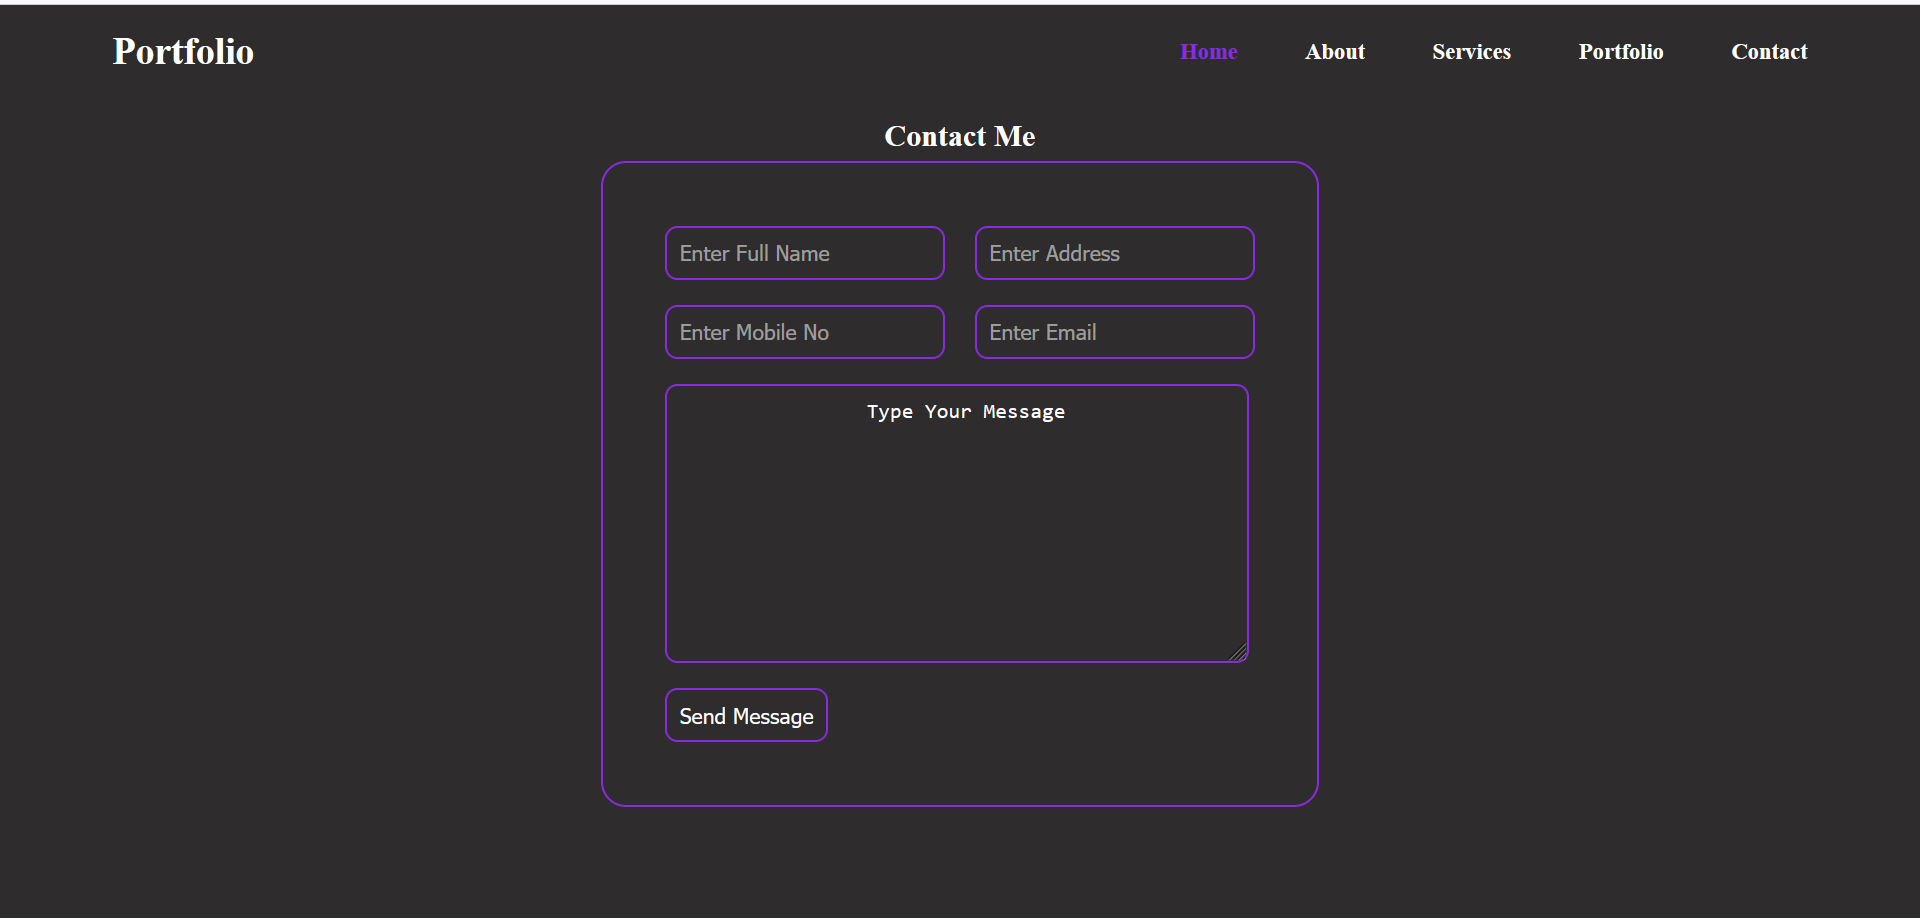 Portfolio Home About Services Portfolio Contact
Contact Me
Enter Full Name Enter Address
Enter Mobile No Enter Email
Type Your Message
Send Message